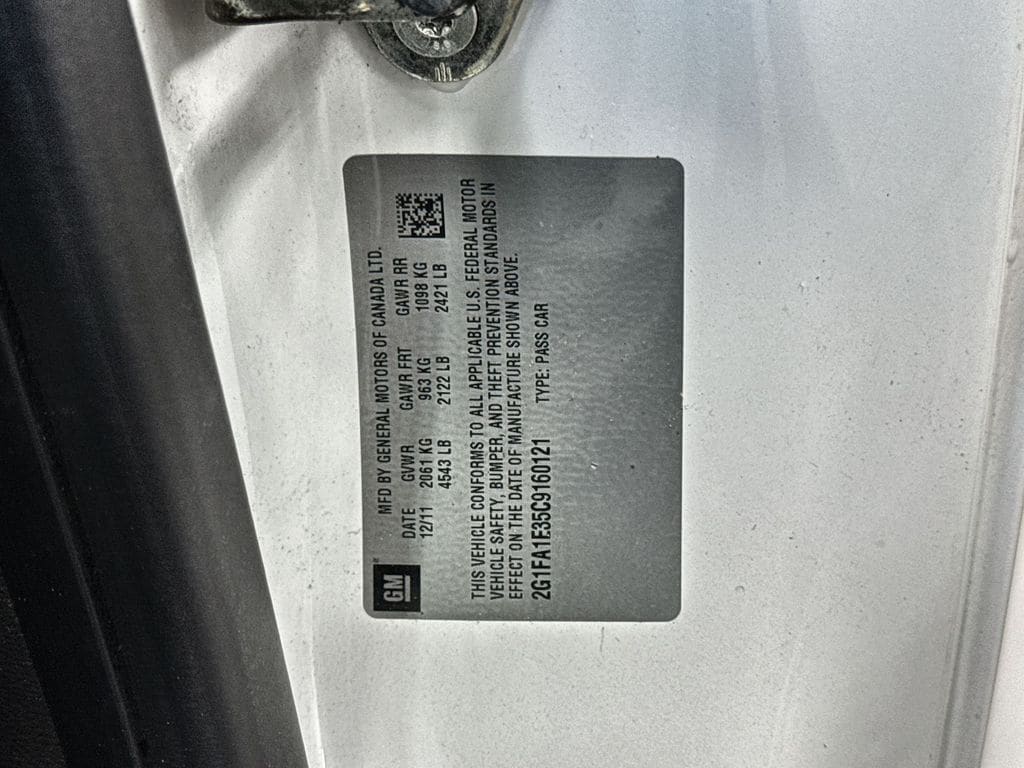 GM
MFD BY GENERAL MOTORS OF CANADA LTD.
DATE GVWR GAWR FRT GAWR RR
12/11 2061 KG 963 KG 1098 KG
4543 LB 2122 LB 2421 LB
THIS VEHICLE CONFORMS TO ALL APPLICABLE U.S. FEDERAL MOTOR
VEHICLE SAFETY, BUMPER, AND THEFT PREVENTION STANDARDS IN
EFFECT ON THE DATE OF MANUFACTURE SHOWN ABOVE.
2G1FA1E35C9160121 TYPE: PASS CAR